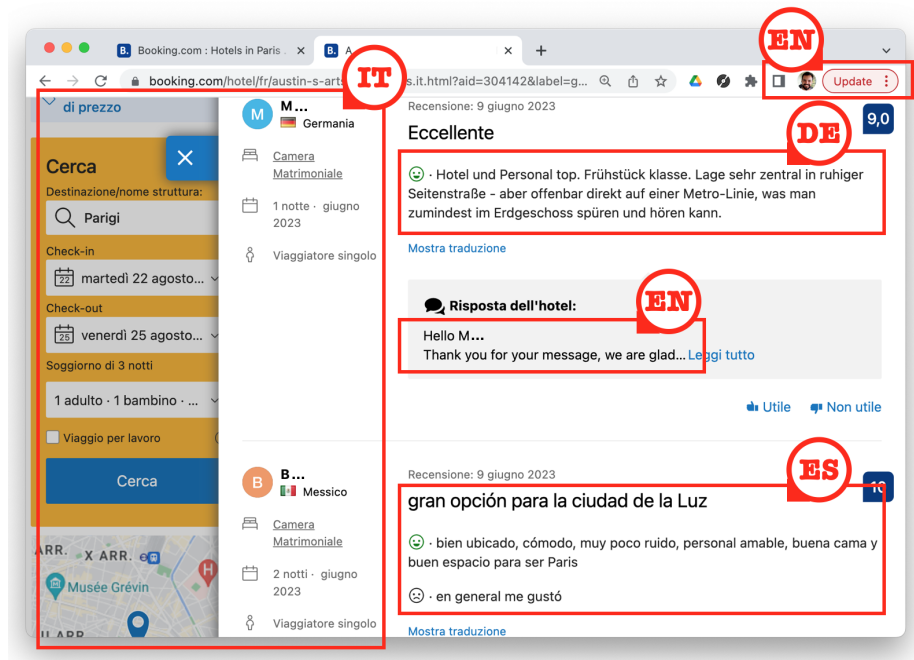 EN
Booking.com : Hotels in Paris
A
booking.com/hotel/fr/austin-s-art
s.it.html?aid=304142&label=g...
Update
IT
di prezzo
Cerca
Destinazione/nome struttura:
Parigi
Check-in
22
martedì 22 agosto...
Check-out
25
venerdì 25 agosto...
Soggiorno di 3 notti
1 adulto · 1 bambino · ...
Viaggio per lavoro
Cerca
ARR.
X ARR.
Musée Grévin
H
M
M...
Germania
Camera
Matrimoniale
1 notte · giugno
2023
Viaggiatore singolo
Recensione: 9 giugno 2023
9,0
Eccellente
DE
· Hotel und Personal top. Frühstück klasse. Lage sehr zentral in ruhiger
Seitenstraße - aber offenbar direkt auf einer Metro-Linie, was man
zumindest im Erdgeschoss spüren und hören kann.
Mostra traduzione
Risposta dell'hotel:
EN
Hello M...
Thank you for your message, we are glad... Leggi tutto
Utile
Non utile
B
B...
Messico
Camera
Matrimoniale
2 notti · giugno
2023
Viaggiatore singolo
Recensione: 9 giugno 2023
ES
10
gran opción para la ciudad de la Luz
· bien ubicado, cómodo, muy poco ruido, personal amable, buena cama y
buen espacio para ser Paris
· en general me gustó
Mostra traduzione